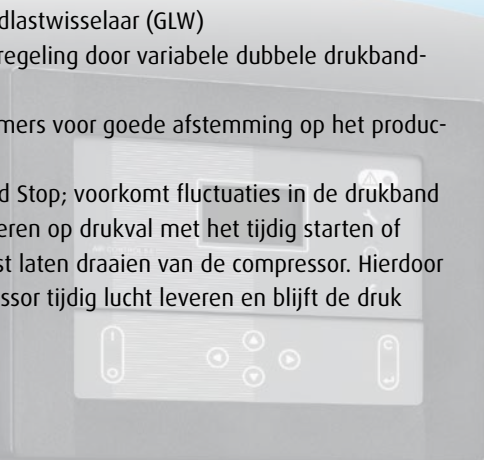 dlastwisselaar (GLW)
regeling door variabele dubbele drukband-
mers voor goede afstemming op het produc-
d Stop; voorkomt fluctuaties in de drukband
eren op drukval met het tijdig starten of
st laten draaien van de compressor. Hierdoor
ssor tijdig lucht leveren en blijft de druk
I
O
C